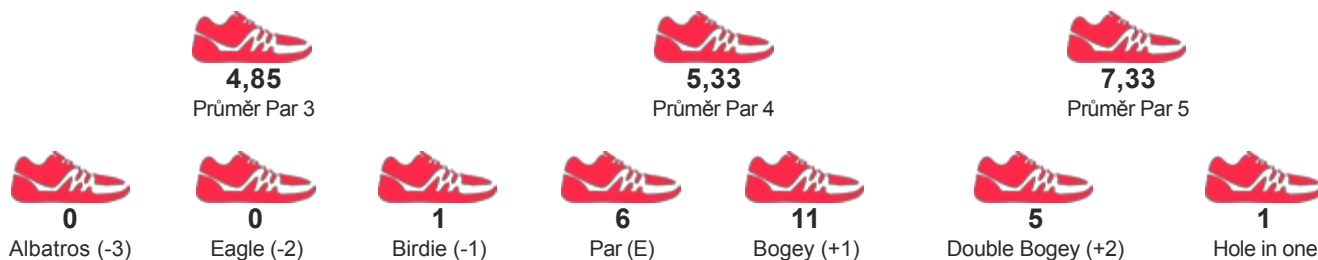 4,85
Průměr Par 3
5,33
Průměr Par 4
7,33
Průměr Par 5
0
Albatros (-3)
0
Eagle (-2)
1
Birdie (-1)
6
Par (E)
11
Bogey (+1)
5
Double Bogey (+2)
1
Hole in one